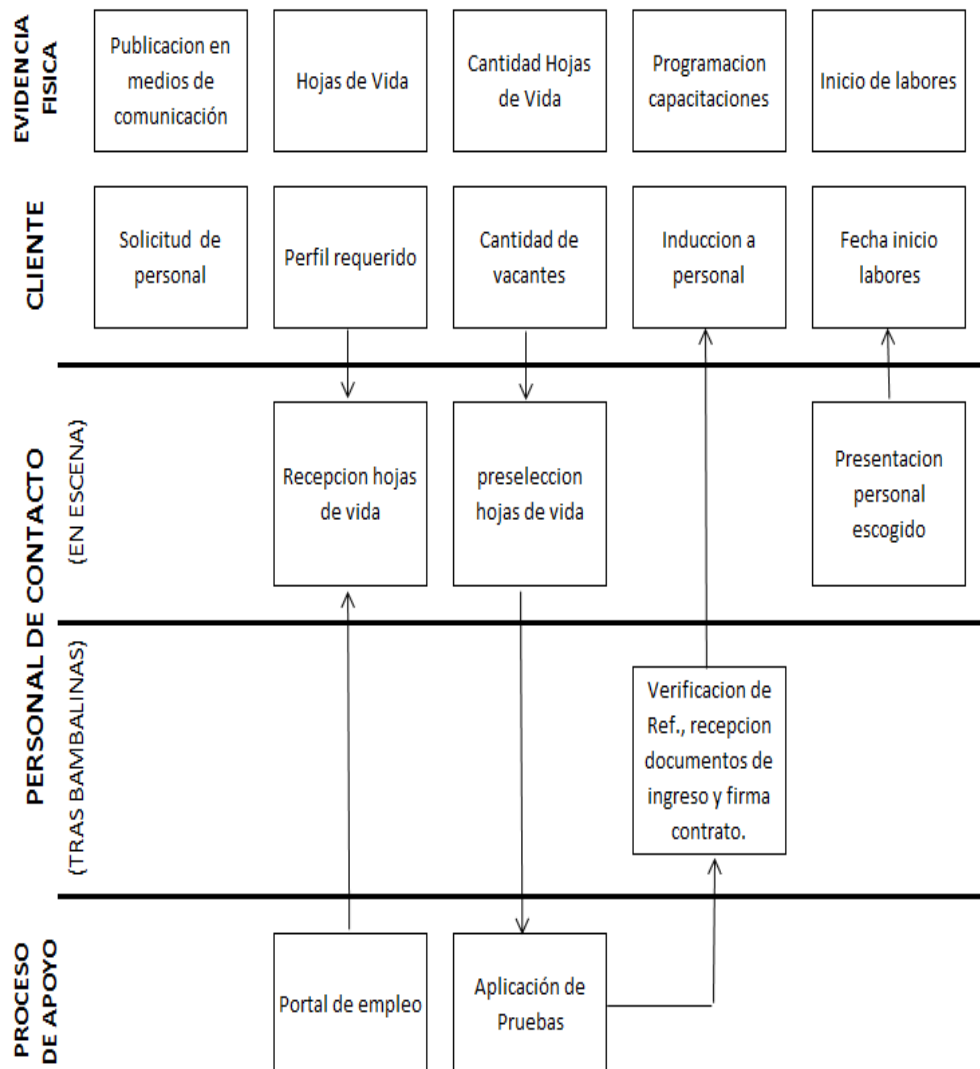 EVIDENCIA
FISICA
Publicacion en
medios de
comunicación
Hojas de Vida
Cantidad Hojas
de Vida
Programacion
capacitaciones
Inicio de labores
CLIENTE
Solicitud de
personal
Perfil requerido
Cantidad de
vacantes
Induccion a
personal
Fecha inicio
labores
PERSONAL DE CONTACTO
(EN ESCENA)
Recepcion hojas
de vida
preseleccion
hojas de vida
Presentacion
personal
escogido
(TRAS BAMBALINAS)
Verificacion de
Ref., recepcion
documentos de
ingreso y firma
contrato.
PROCESO
DE APOYO
Portal de empleo
Aplicación de
Pruebas